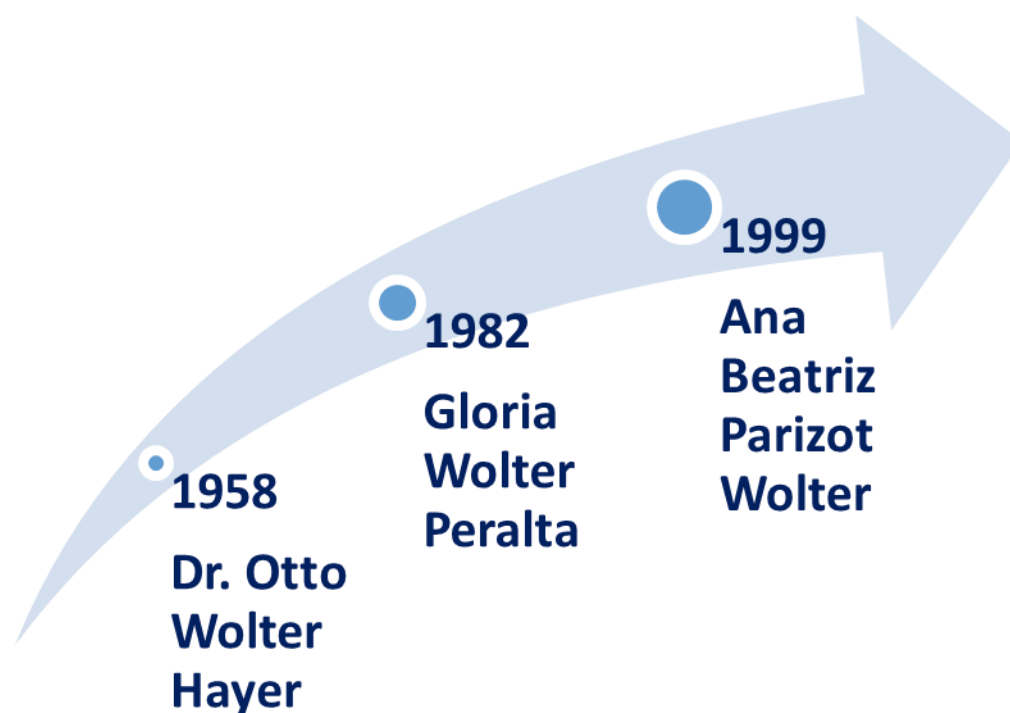 1958
Dr. Otto
Wolter
Hayer
1982
Gloria
Wolter
Peralta
1999
Ana
Beatriz
Parizot
Wolter